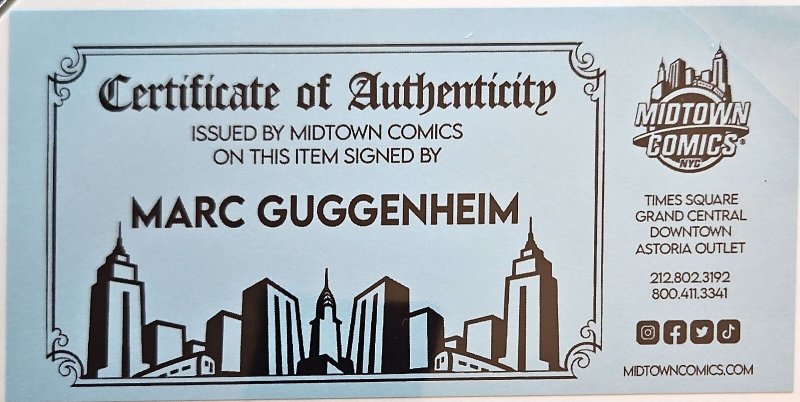 Certificate of Authenticity
ISSUED BY MIDTOWN COMICS
ON THIS ITEM SIGNED BY
MARC GUGGENHEIM
MIDTOWN
COMICS®
NYC
TIMES SQUARE
GRAND CENTRAL
DOWNTOWN
ASTORIA OUTLET
212.802.3192
800.411.3341
MIDTOWNCOMICS.COM